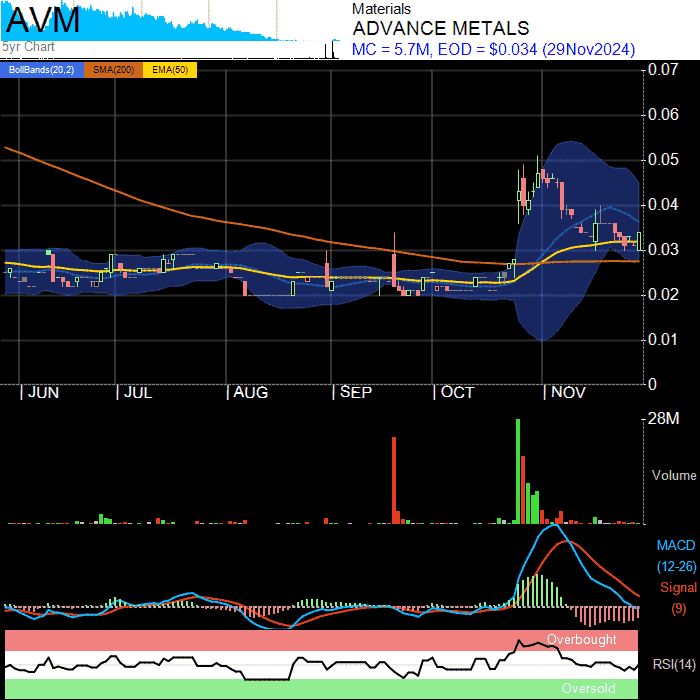 AVM
5yr Chart
Materials
ADVANCE METALS
MC = 5.7M, EOD = $0.034 (29Nov2024)
BollBands(20,2) SMA(200) EMA(50)
0.07
0.06
0.05
0.04
0.03
0.02
0.01
0
JUN JUL AUG SEP OCT NOV
28M
Volume
MACD
(12-26)
Signal
(9)
Overbought
RSI(14)
Oversold